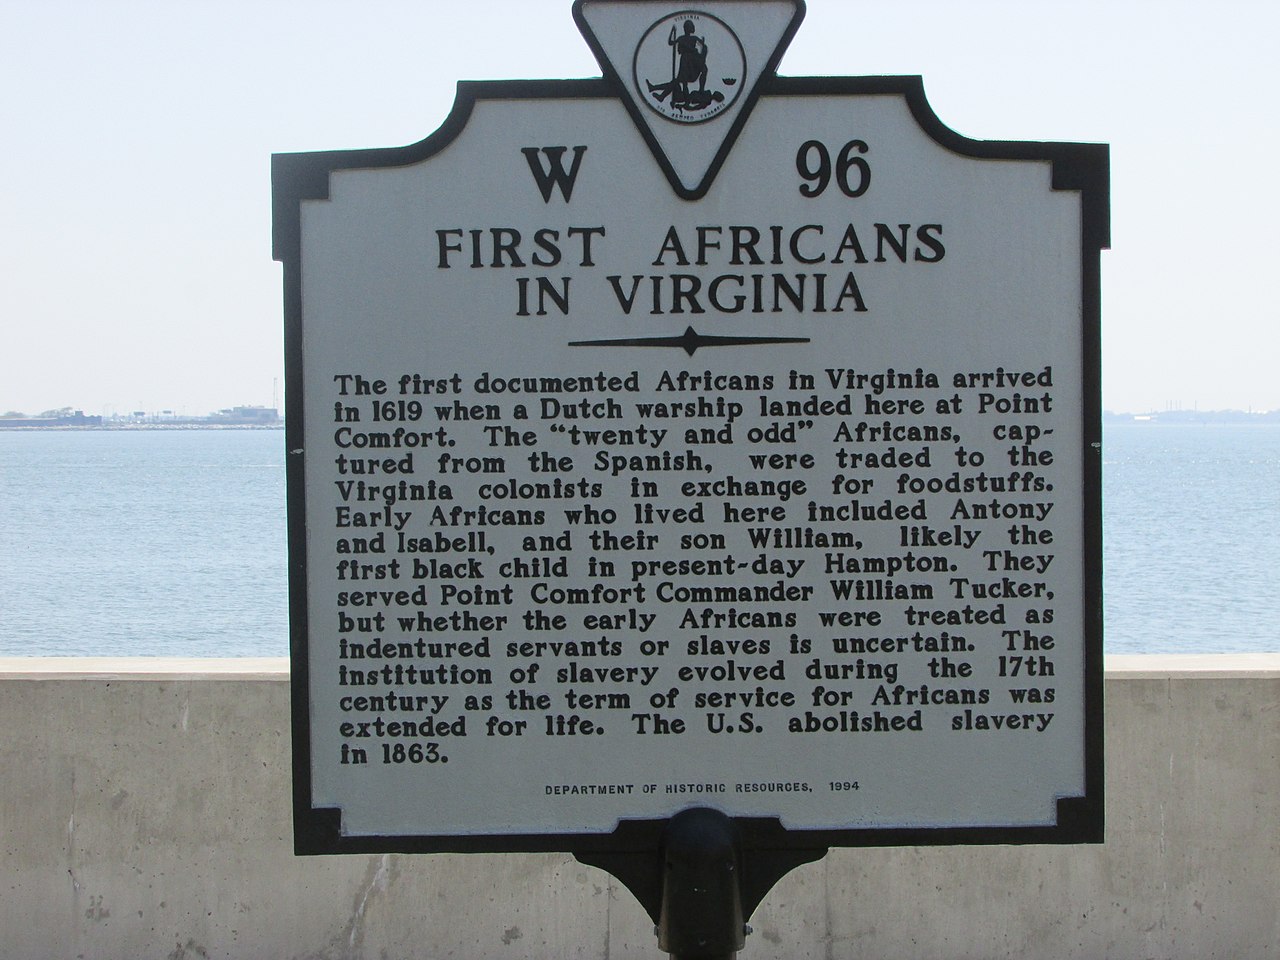 VIRGINIA
SIC SEMPER TYRANNIS
W 96
FIRST AFRICANS
IN VIRGINIA
The first documented Africans in Virginia arrived
in 1619 when a Dutch warship landed here at Point
Comfort. The “twenty and odd” Africans, cap-
tured from the Spanish, were traded to the
Virginia colonists in exchange for foodstuffs.
Early Africans who lived here included Antony
and Isabell, and their son William, likely the
first black child in present-day Hampton. They
served Point Comfort Commander William Tucker,
but whether the early Africans were treated as
indentured servants or slaves is uncertain. The
institution of slavery evolved during the 17th
century as the term of service for Africans was
extended for life. The U.S. abolished slavery
in 1863.
DEPARTMENT OF HISTORIC RESOURCES, 1994